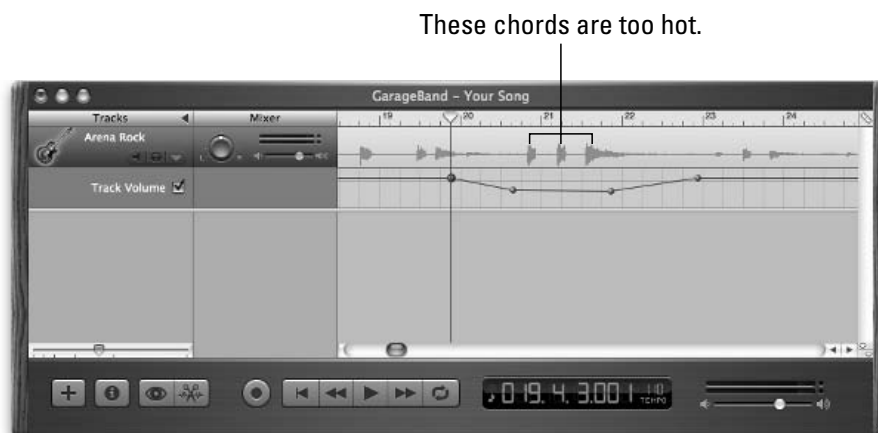 These chords are too hot.
GarageBand – Your Song
Tracks Mixer 19 20 21 22 23 24
Arena Rock
L R
Track Volume
019. 4. 3.001 110
TEMPO